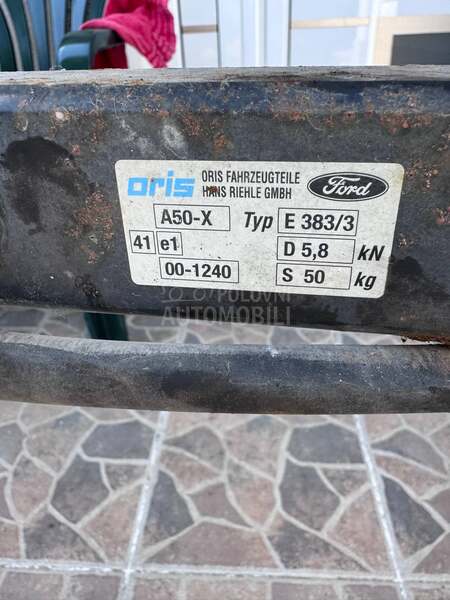 oris ORIS FAHRZEUGTEILE
HANS RIEHLE GMBH
Ford
A50-X Typ E 383/3
41 e1 D 5,8 kN
00-1240 S 50 kg
POLOVNI
AUTOMOBILI